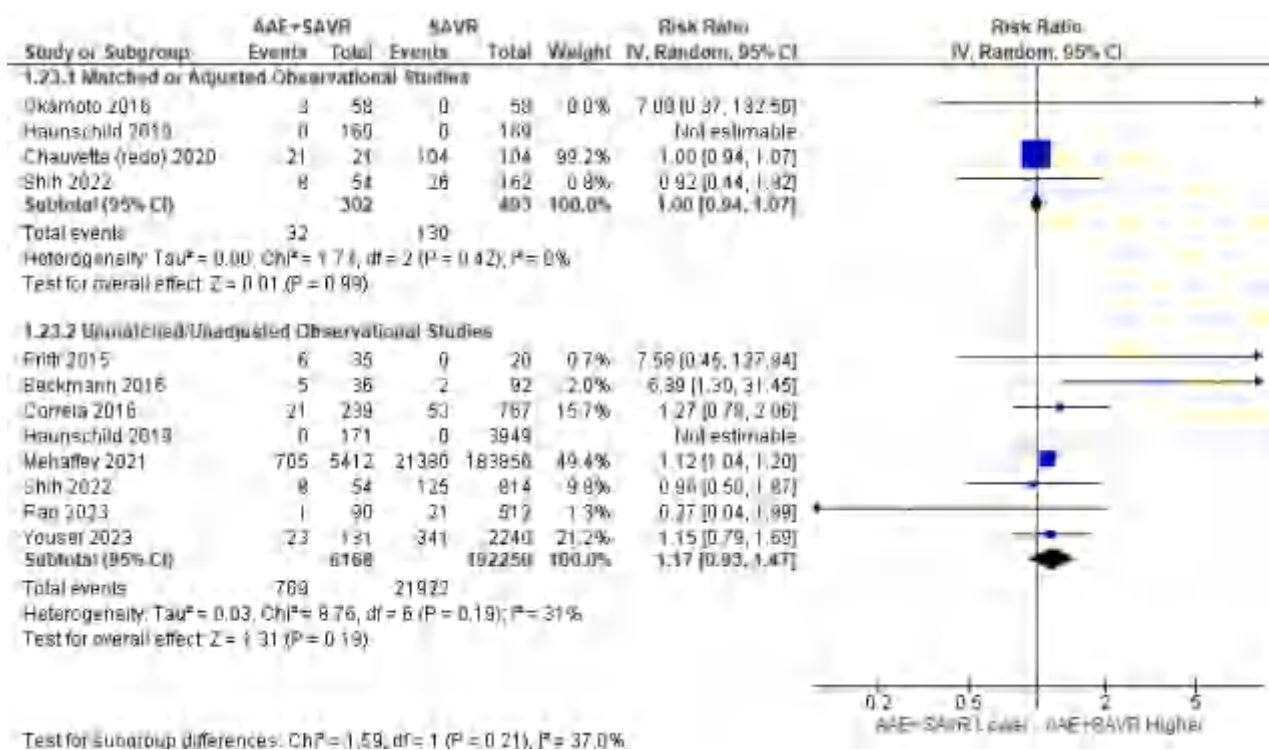 AAE+SAVR SAVR Risk Ratio Risk Ratio
Study or Subgroup Events Total Events Total Weight IV, Random, 95% CI IV, Random, 95% CI
1.23.1 Matched or Adjusted Observational Studies
Okamoto 2016 3 58 0 58 0.0% 7.00 [0.37, 132.56]
Haunschild 2019 0 169 0 169 Not estimable
Chauvette (redo) 2020 21 21 104 104 99.2% 1.00 [0.94, 1.07]
Shih 2022 8 54 26 162 0.8% 0.92 [0.44, 1.92]
Subtotal (95% CI) 302 493 100.0% 1.00 [0.94, 1.07]
Total events 32 130
Heterogeneity: Tau² = 0.00; Chi² = 1.74, df = 2 (P = 0.42); I² = 0%
Test for overall effect: Z = 0.01 (P = 0.99)
1.23.2 Unmatched/Unadjusted Observational Studies
Prifti 2015 6 35 0 20 0.7% 7.58 [0.45, 127.84]
Beckmann 2016 5 36 2 92 2.0% 6.39 [1.30, 31.45]
Correia 2016 21 239 53 767 15.7% 1.27 [0.78, 2.06]
Haunschild 2019 0 171 0 3949 Not estimable
Mehaffey 2021 705 5412 21380 183856 49.4% 1.12 [1.04, 1.20]
Shih 2022 8 54 125 814 9.8% 0.96 [0.50, 1.87]
Rao 2023 1 90 21 512 1.3% 0.27 [0.04, 1.99]
Yousef 2023 23 131 341 2240 21.2% 1.15 [0.79, 1.69]
Subtotal (95% CI) 6168 192250 100.0% 1.17 [0.93, 1.47]
Total events 769 21922
Heterogeneity: Tau² = 0.03; Chi² = 8.76, df = 6 (P = 0.19); I² = 31%
Test for overall effect: Z = 1.31 (P = 0.19)
0.2 0.5 1 2 5
AAE+SAVR Lower AAE+SAVR Higher
Test for subgroup differences: Chi² = 1.59, df = 1 (P = 0.21), I² = 37.0%